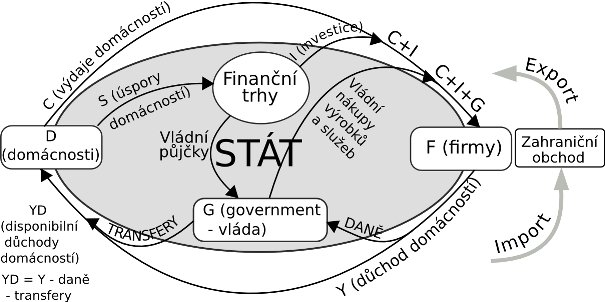 C (výdaje domácností)
I (investice)
C+I
C+I+G
Export
S (úspory
domácností)
Finanční
trhy
Vládní
nákupy
výrobků
a služeb
D
(domácnosti)
Vládní
půjčky
STÁT
F (firmy)
Zahraniční
obchod
YD
(disponibilní
důchody
domácností)
YD = Y - daně
- transfery
TRANSFERY
G (government
- vláda)
DANĚ
Y (důchod domácností)
Import